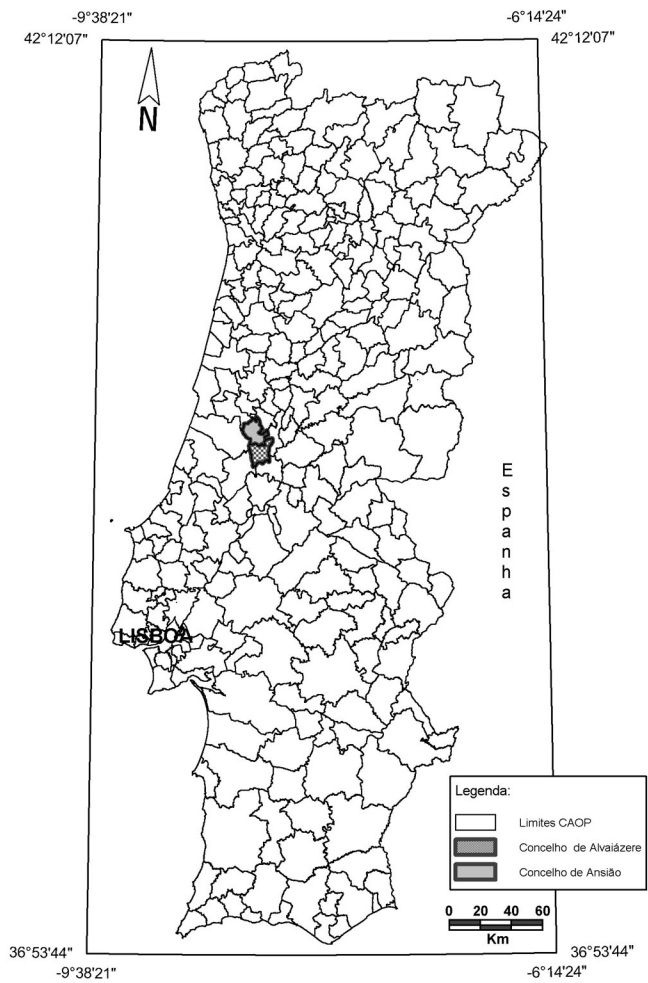 -9°38'21" -6°14'24"
42°12'07" 42°12'07"
N
E
s
p
a
n
h
a
LISBOA
Legenda:
Limites CAOP
Concelho de Alvaiázere
Concelho de Ansião
0 20 40 60
Km
36°53'44" 36°53'44"
-9°38'21" -6°14'24"